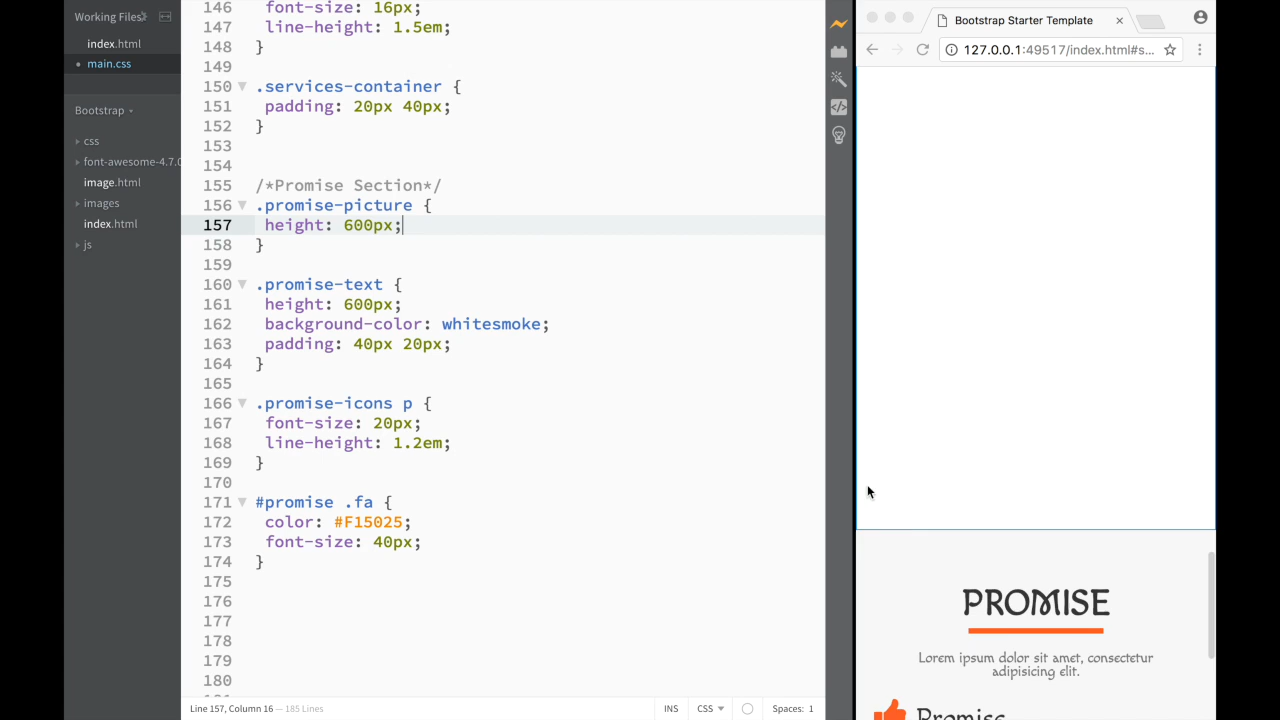 Working Files
index.html
• main.css
Bootstrap
css
font-awesome-4.7.0
image.html
images
index.html
js
146 font-size: 16px;
147 line-height: 1.5em;
148 }
149
150 .services-container {
151 padding: 20px 40px;
152 }
153
154
155 /*Promise Section*/
156 .promise-picture {
157 height: 600px;
158 }
159
160 .promise-text {
161 height: 600px;
162 background-color: whitesmoke;
163 padding: 40px 20px;
164 }
165
166 .promise-icons p {
167 font-size: 20px;
168 line-height: 1.2em;
169 }
170
171 #promise .fa {
172 color: #F15025;
173 font-size: 40px;
174 }
175
176
177
178
179
180
Line 157, Column 16 — 185 Lines
INS
CSS
Spaces: 1
Bootstrap Starter Template
127.0.0.1:49517/index.html#s...
PROMISE
Lorem ipsum dolor sit amet, consectetur
adipisicing elit.
Promise